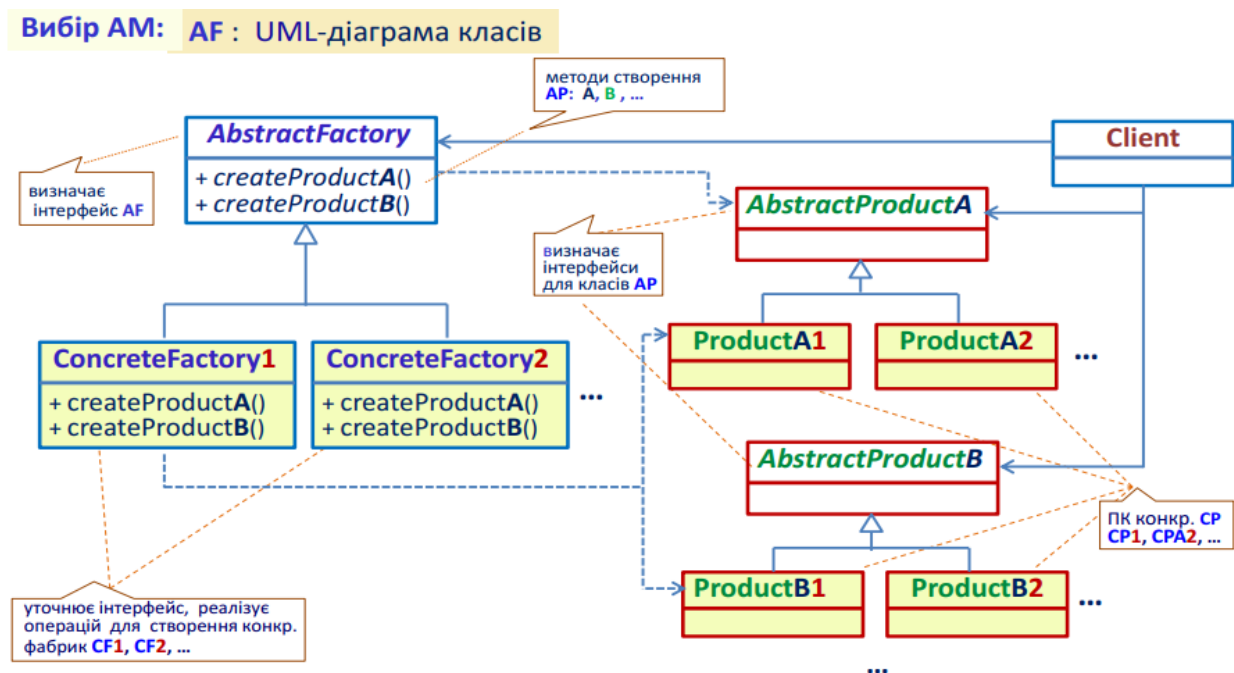 Вибір АМ: AF : UML-діаграма класів
методи створення
AP: A, B , ...
AbstractFactory
+ createProductA()
+ createProductB()
Client
визначає
інтерфейс AF
AbstractProductA
визначає
інтерфейси
для класів AP
ConcreteFactory1
+ createProductA()
+ createProductB()
ConcreteFactory2
+ createProductA()
+ createProductB()
...
ProductA1
ProductA2
...
AbstractProductB
ПК конкр. CP
CP1, CPA2, ...
ProductB1
ProductB2
...
уточнює інтерфейс, реалізує
операцій для створення конкр.
фабрик CF1, CF2, ...
...